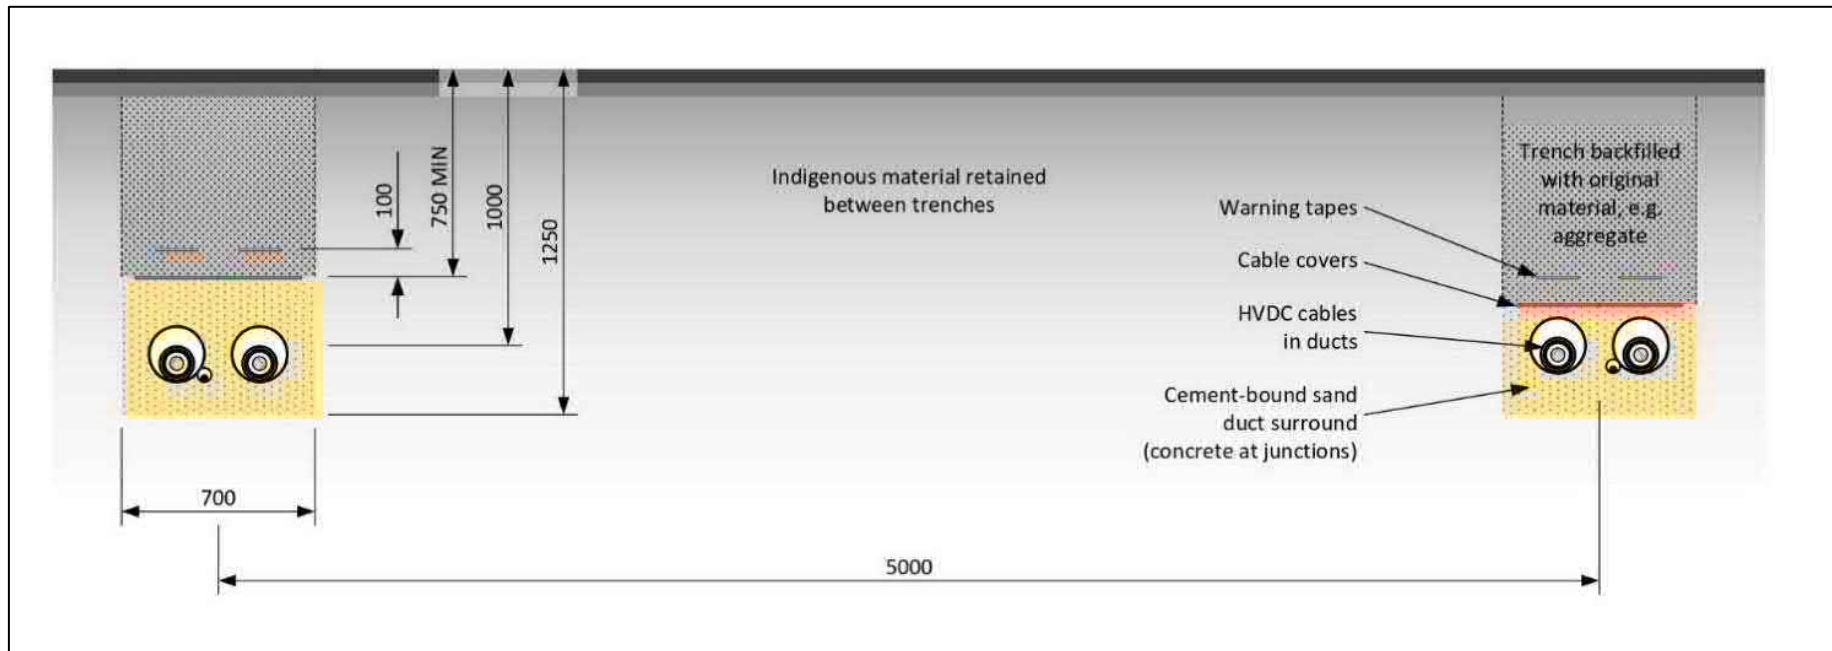 100
750 MIN
1000
1250
Indigenous material retained
between trenches
Trench backfilled
with original
material, e.g.
aggregate
Warning tapes
Cable covers
HVDC cables
in ducts
Cement-bound sand
duct surround
(concrete at junctions)
700
5000